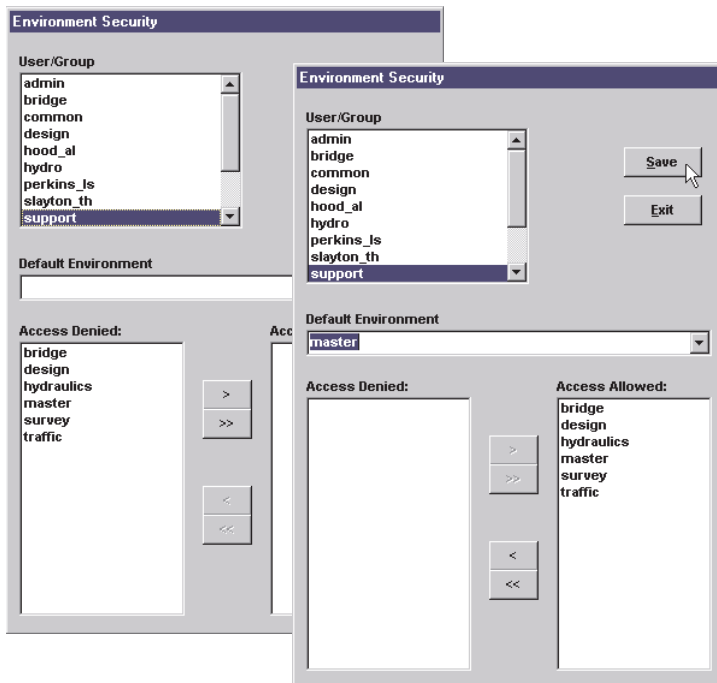 Environment Security
User/Group
admin
bridge
common
design
hood_al
hydro
perkins_ls
slayton_th
support
Default Environment
Access Denied:
bridge
design
hydraulics
master
survey
traffic
>
>>
<
<<
Acc
Environment Security
User/Group
admin
bridge
common
design
hood_al
hydro
perkins_ls
slayton_th
support
Save
Exit
Default Environment
master
Access Denied:
>
>>
<
<<
Access Allowed:
bridge
design
hydraulics
master
survey
traffic